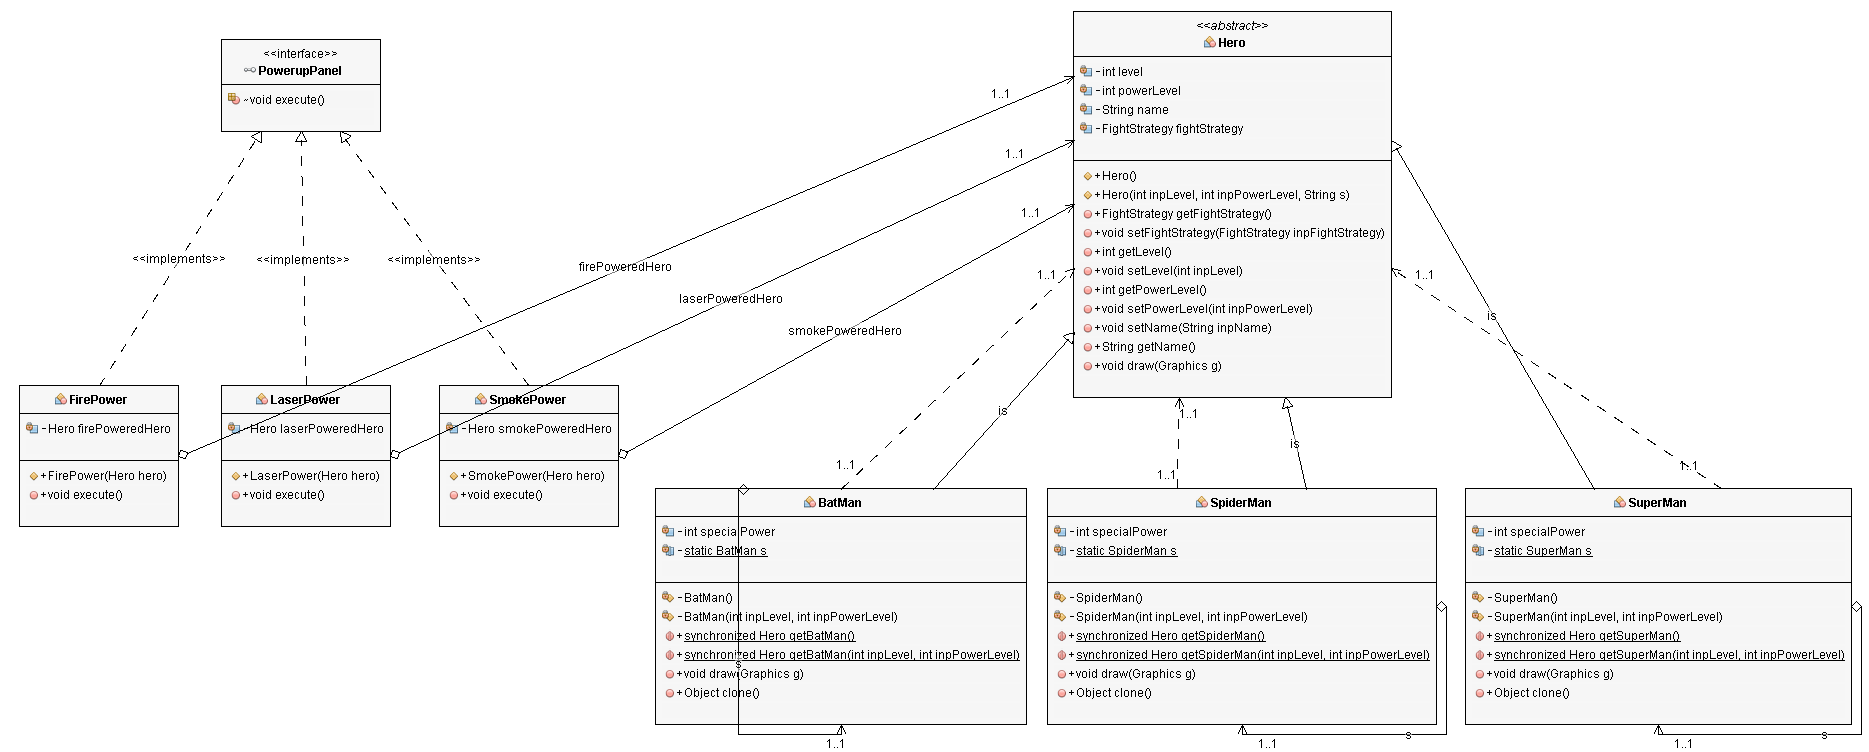 <<interface>>
PowerupPanel
~void execute()
<<abstract>>
Hero
-int level
-int powerLevel
-String name
-FightStrategy fightStrategy
+Hero()
+Hero(int inpLevel, int inpPowerLevel, String s)
+FightStrategy getFightStrategy()
+void setFightStrategy(FightStrategy inpFightStrategy)
+int getLevel()
+void setLevel(int inpLevel)
+int getPowerLevel()
+void setPowerLevel(int inpPowerLevel)
+void setName(String inpName)
+String getName()
+void draw(Graphics g)
1..1
1..1
1..1
1..1
1..1
<<implements>>
<<implements>>
<<implements>>
firePoweredHero
laserPoweredHero
smokePoweredHero
is
is
is
1..1
1..1
1..1
1..1
FirePower
-Hero firePoweredHero
+FirePower(Hero hero)
+void execute()
LaserPower
-Hero laserPoweredHero
+LaserPower(Hero hero)
+void execute()
SmokePower
-Hero smokePoweredHero
+SmokePower(Hero hero)
+void execute()
BatMan
-int specialPower
-static BatMan s
-BatMan()
-BatMan(int inpLevel, int inpPowerLevel)
+synchronized Hero getBatMan()
+synchronized Hero getBatMan(int inpLevel, int inpPowerLevel)
+void draw(Graphics g)
+Object clone()
s
1..1
SpiderMan
-int specialPower
-static SpiderMan s
-SpiderMan()
-SpiderMan(int inpLevel, int inpPowerLevel)
+synchronized Hero getSpiderMan()
+synchronized Hero getSpiderMan(int inpLevel, int inpPowerLevel)
+void draw(Graphics g)
+Object clone()
s
1..1
SuperMan
-int specialPower
-static SuperMan s
-SuperMan()
-SuperMan(int inpLevel, int inpPowerLevel)
+synchronized Hero getSuperMan()
+synchronized Hero getSuperMan(int inpLevel, int inpPowerLevel)
+void draw(Graphics g)
+Object clone()
s
1..1